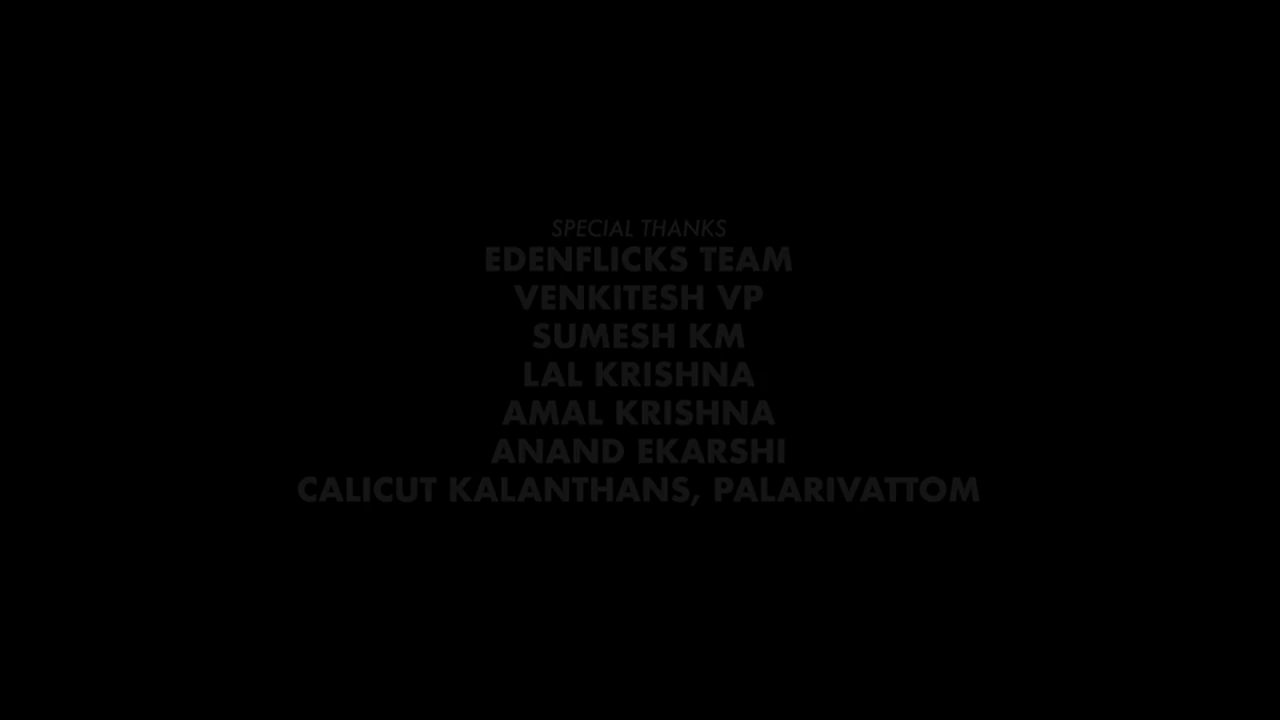 SPECIAL THANKS
EDENFLICKS TEAM
VENKITESH VP
SUMESH KM
LAL KRISHNA
AMAL KRISHNA
ANAND EKARSHI
CALICUT KALANTHANS, PALARIVATTOM